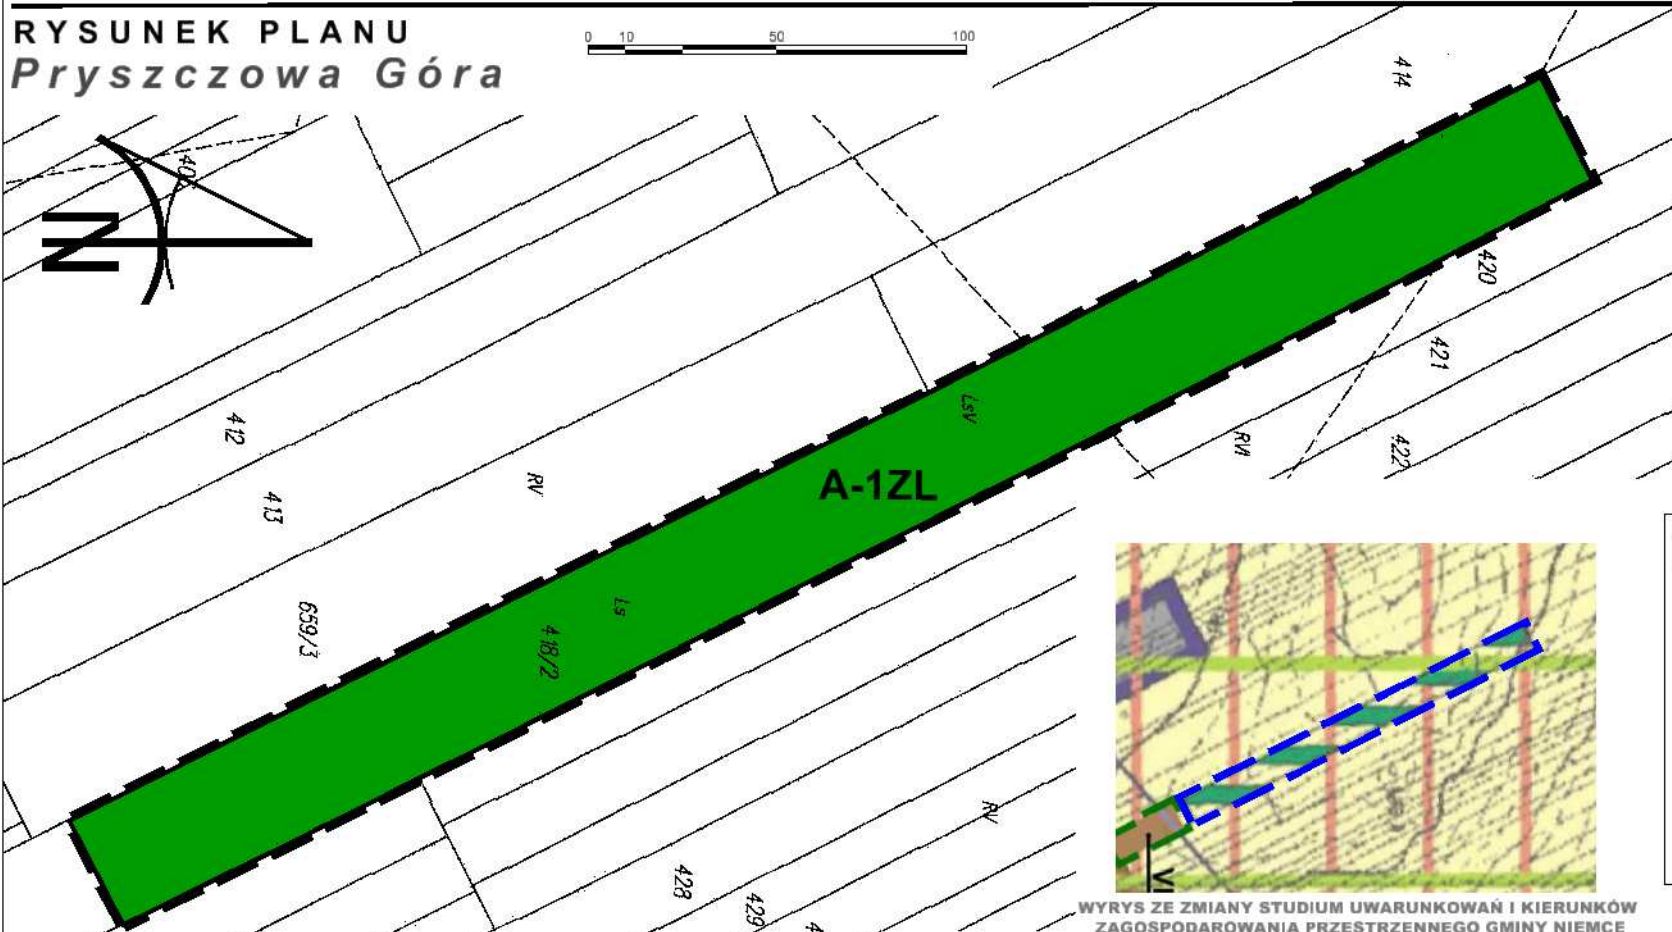 RYSUNEK PLANU
Pryszczowa Góra
0 10 50 100
N
414
420
421
422
RVI
412
413
RV
LsV
A-1ZL
659/3
Ls
418/2
RV
428
429
WYRYS ZE ZMIANY STUDIUM UWARUNKOWAŃ I KIERUNKÓW
ZAGOSPODAROWANIA PRZESTRZENNEGO GMINY NIEMCE